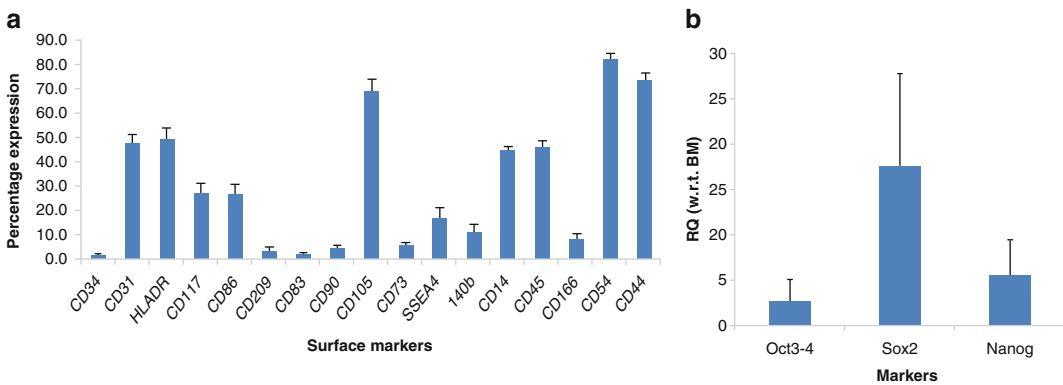 a
Percentage expression
90.0
80.0
70.0
60.0
50.0
40.0
30.0
20.0
10.0
0.0
CD34
CD31
HLADR
CD117
CD86
CD209
CD83
CD90
CD105
CD73
SSEA4
140b
CD14
CD45
CD166
CD54
CD44
Surface markers
b
RQ (w.r.t. BM)
30
25
20
25
20
5
0
Oct3-4
Sox2
Nanog
Markers